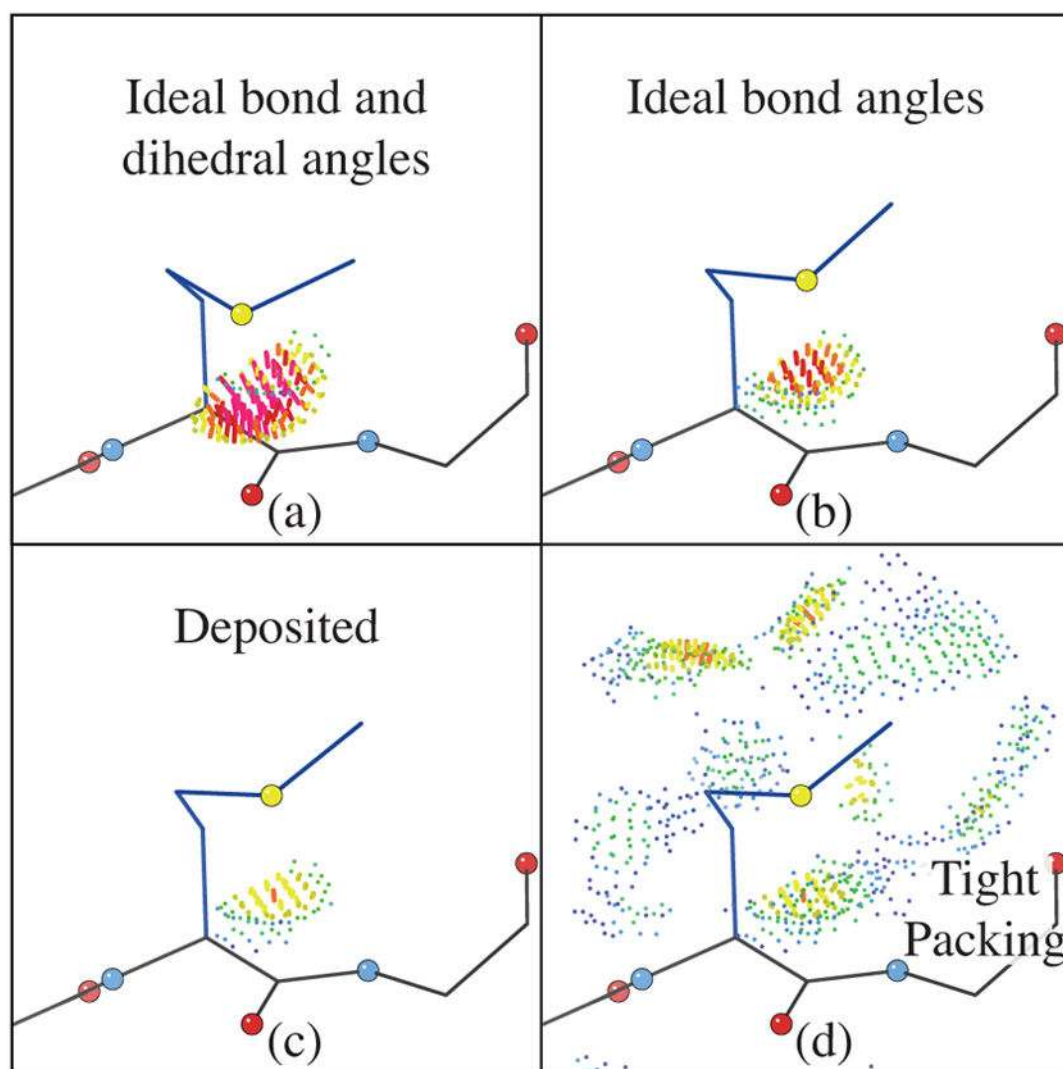 Ideal bond and
dihedral angles
(a)
Ideal bond angles
(b)
Deposited
(c)
Tight
Packing
(d)